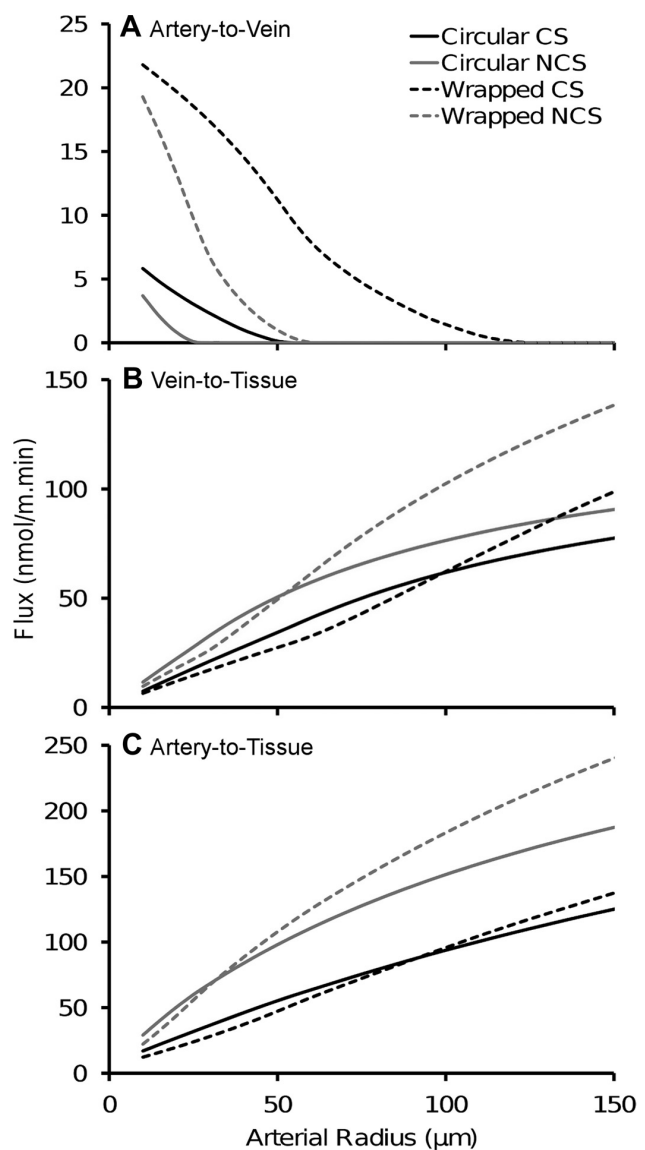 A Artery-to-Vein
Circular CS
Circular NCS
Wrapped CS
Wrapped NCS
25
20
15
10
5
0
B Vein-to-Tissue
150
100
50
0
Flux (nmol/m.min)
C Artery-to-Tissue
250
200
150
100
50
0
0 50 100 150
Arterial Radius (μm)